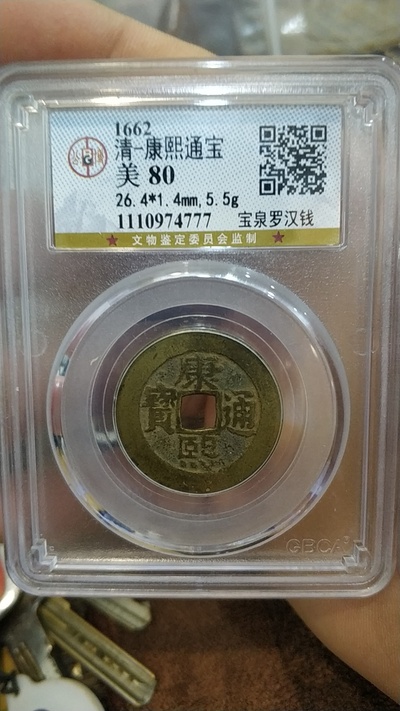 1662
清-康熙通宝
美 80
26.4*1.4mm,5.5g
1110974777 宝泉罗汉钱
★ 文物鉴定委员会监制 ★
康
寶 通
熙
GBCA